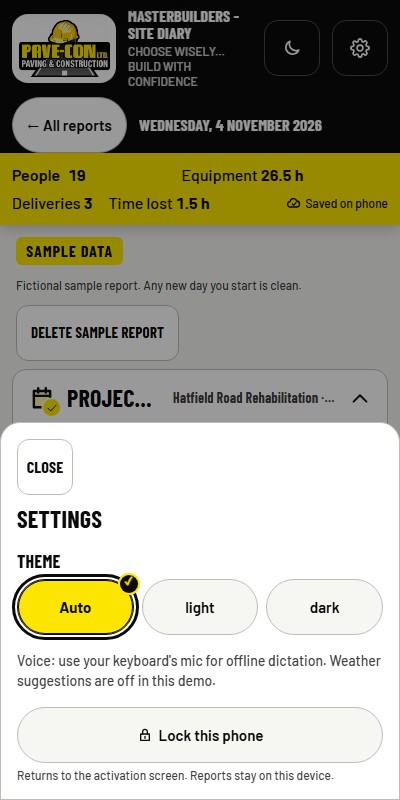 PAVE-CON LTD.
PAVING & CONSTRUCTION
MASTERBUILDERS -
SITE DIARY
CHOOSE WISELY...
BUILD WITH
CONFIDENCE
← All reports
WEDNESDAY, 4 NOVEMBER 2026
People 19 Equipment 26.5 h
Deliveries 3 Time lost 1.5 h Saved on phone
SAMPLE DATA
Fictional sample report. Any new day you start is clean.
DELETE SAMPLE REPORT
PROJEC... Hatfield Road Rehabilitation ·...
CLOSE
SETTINGS
THEME
Auto light dark
Voice: use your keyboard's mic for offline dictation. Weather
suggestions are off in this demo.
Lock this phone
Returns to the activation screen. Reports stay on this device.